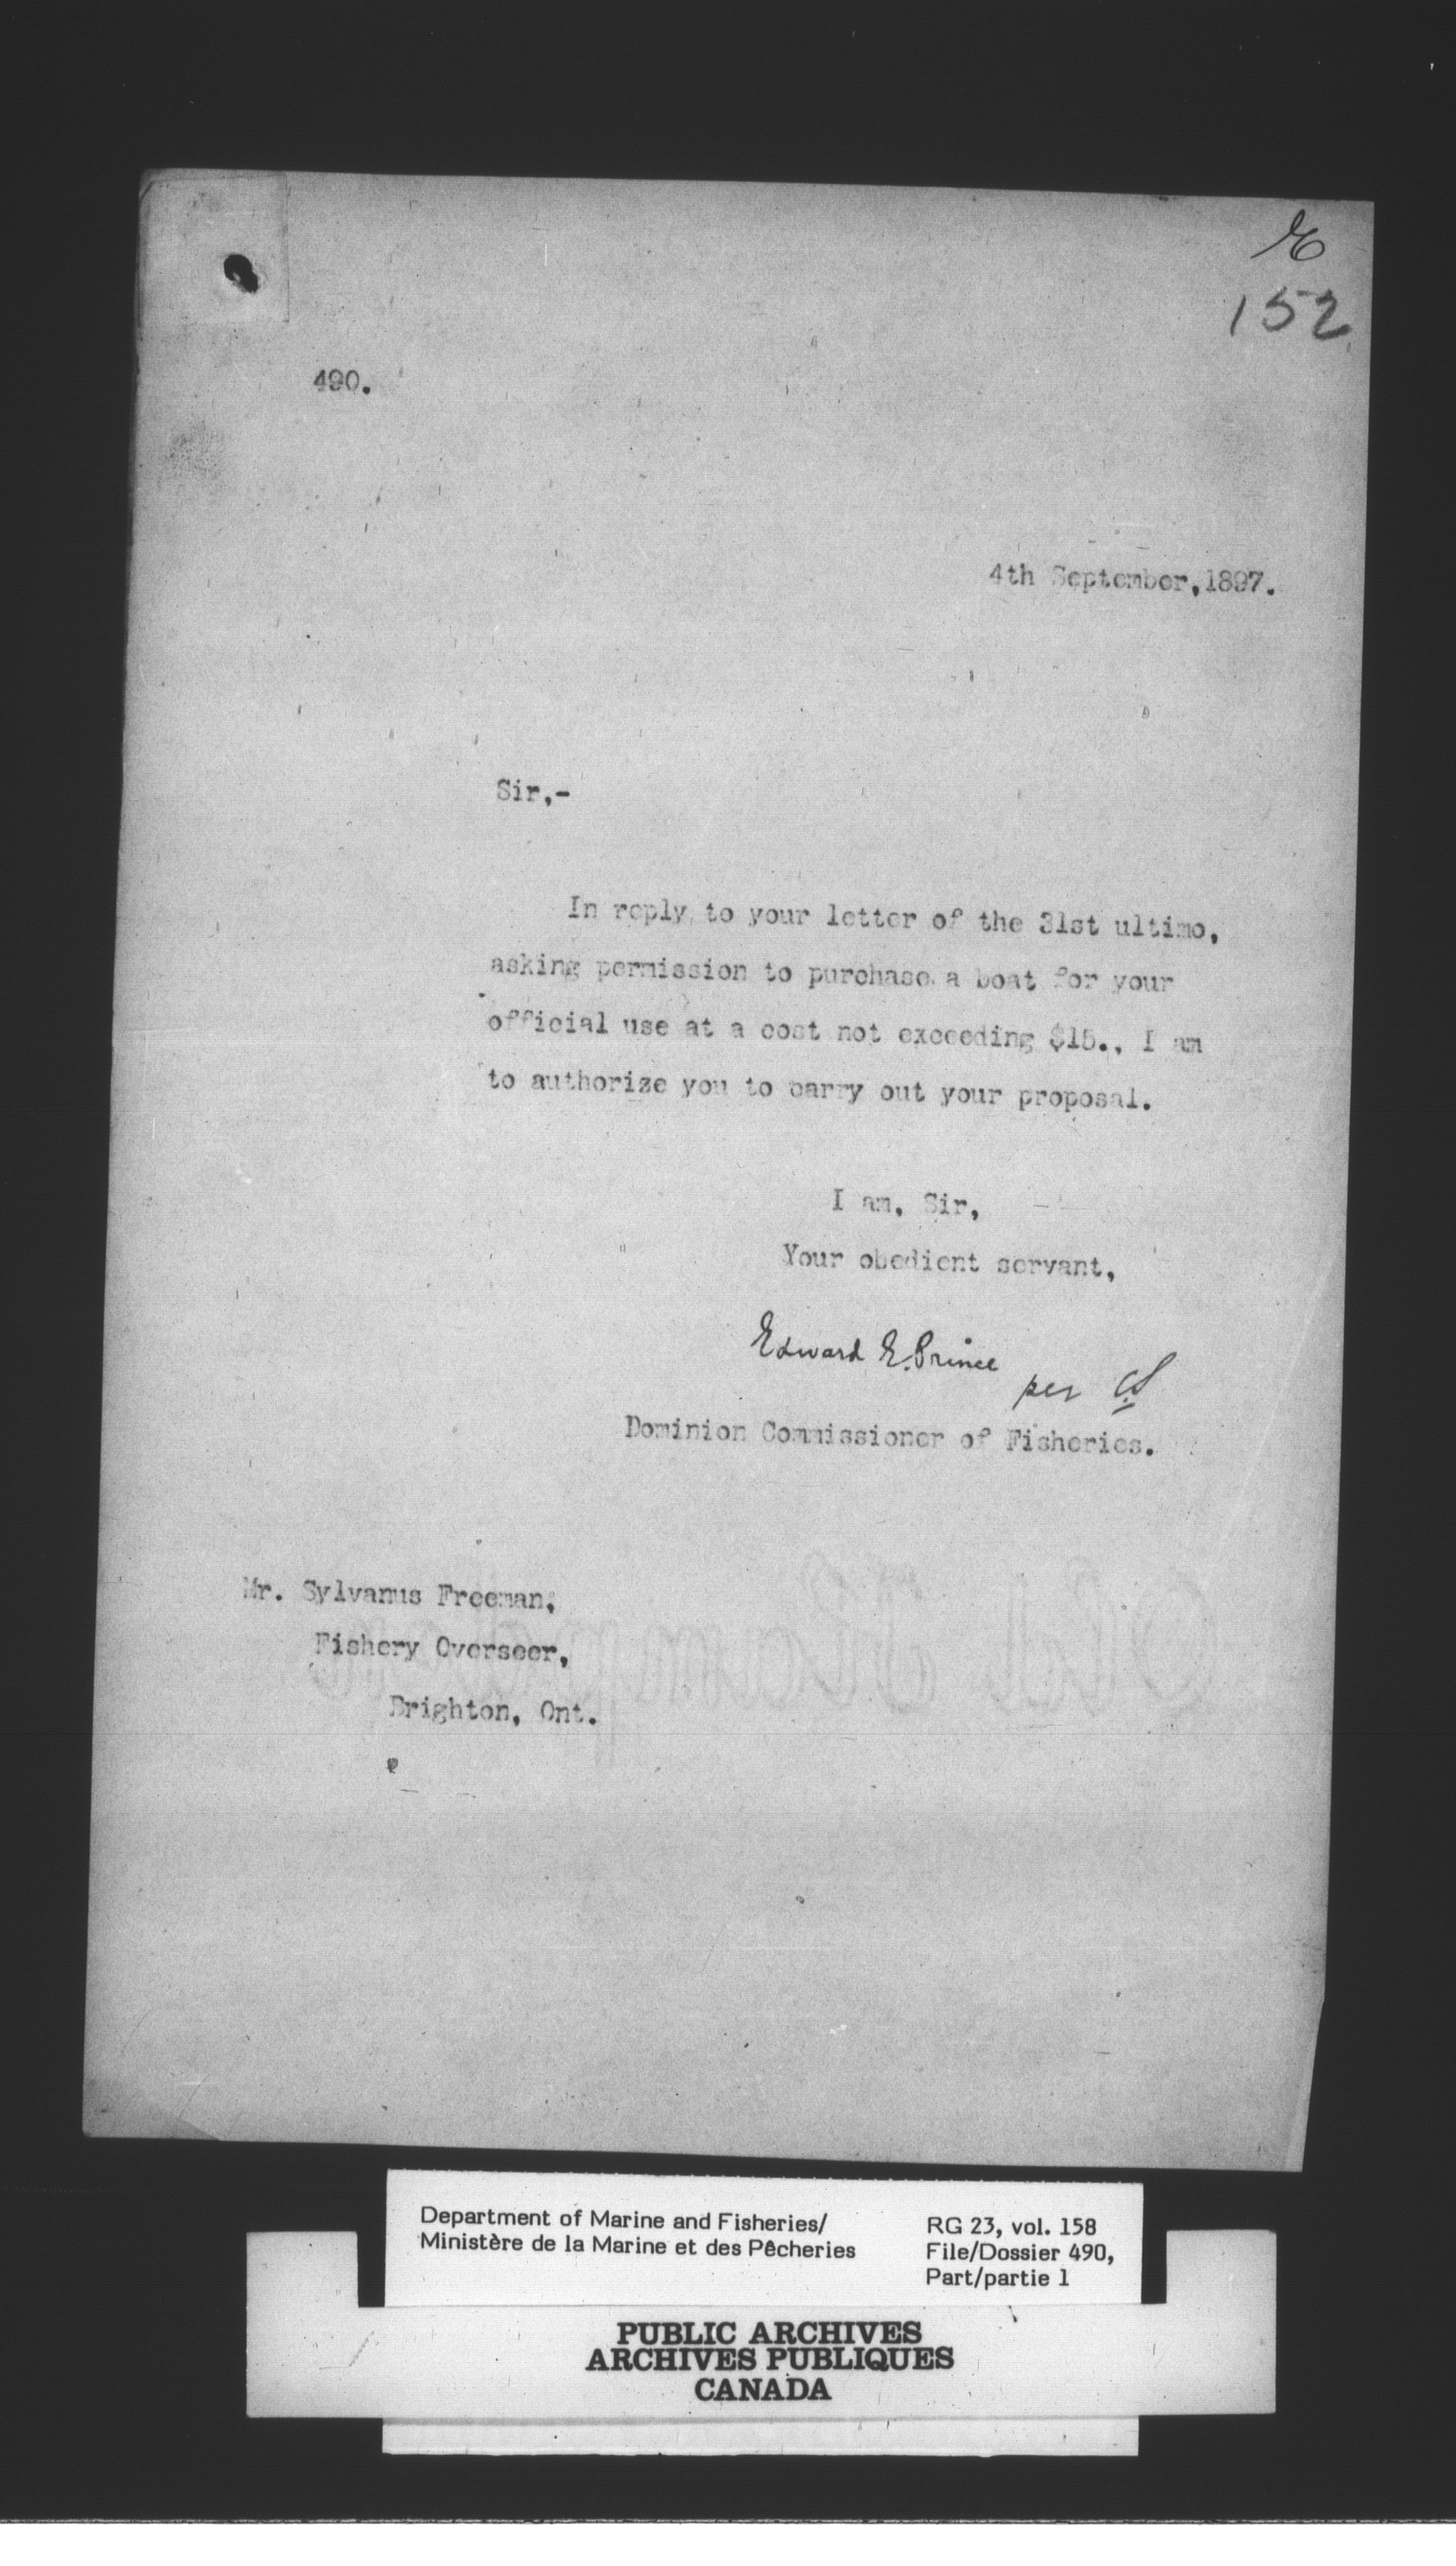 152
490.
4th September,1897.
Sir,-
In reply to your letter of the 31st ultimo,
asking permission to purchase a boat for your
official use at a cost not exceeding $15., I am
to authorize you to carry out your proposal.
I am, Sir,
Your obedient servant,
Edward E. Prince
per
Dominion Commissioner of Fisheries.
Mr. Sylvanus Freeman,
Fishery Overseer,
Brighton, Ont.
Department of Marine and Fisheries/
Ministère de la Marine et des Pêcheries
RG 23, vol. 158
File/Dossier 490,
Part/partie 1
PUBLIC ARCHIVES
ARCHIVES PUBLIQUES
CANADA